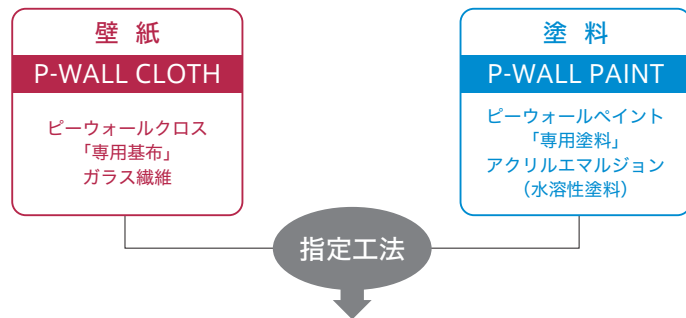 壁 紙
P-WALL CLOTH
ピーウォールクロス
「専用基布」
ガラス繊維
塗 料
P-WALL PAINT
ピーウォールペイント
「専用塗料」
アクリルエマルジョン
（水溶性塗料）
指定工法